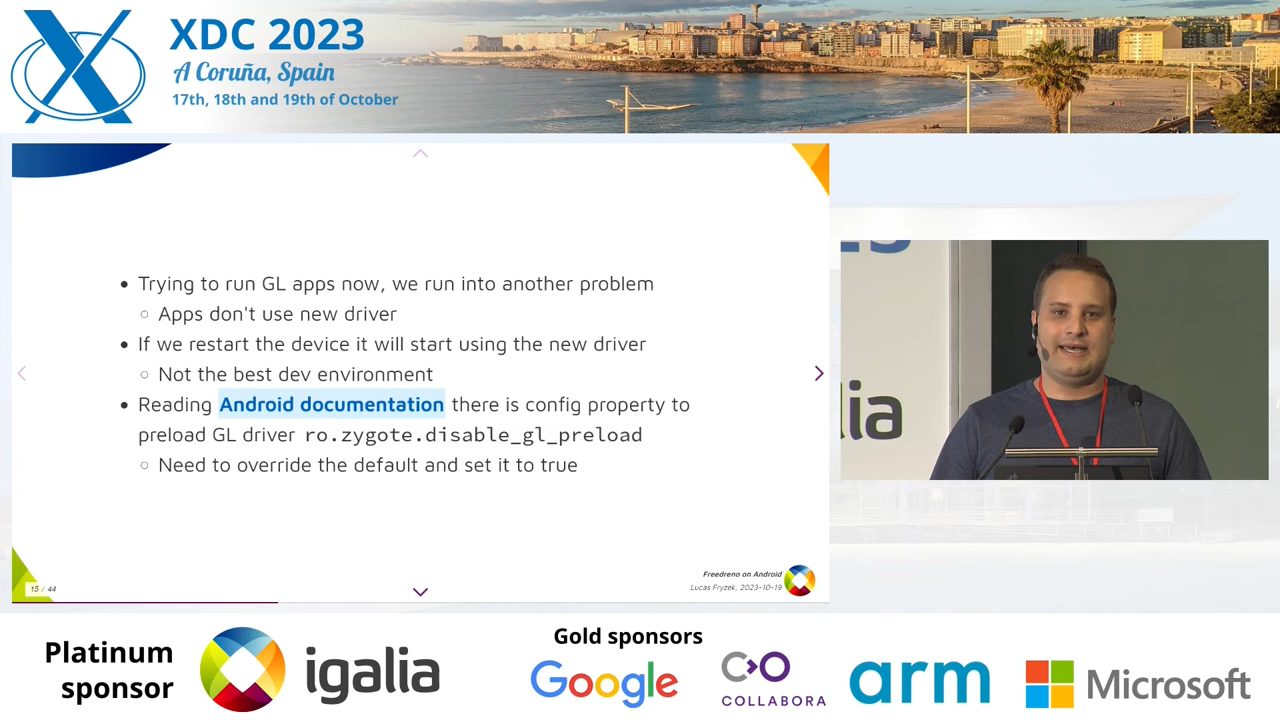 XDC 2023
A Coruña, Spain
17th, 18th and 19th of October
Trying to run GL apps now, we run into another problem
Apps don't use new driver
If we restart the device it will start using the new driver
Not the best dev environment
Reading Android documentation there is config property to
preload GL driver ro.zygote.disable_gl_preload
Need to override the default and set it to true
15 / 44
Freedreno on Android
Lucas Fryzek, 2023-10-19
Platinum
sponsor
igalia
Gold sponsors
Google
COLLABORA
arm
Microsoft